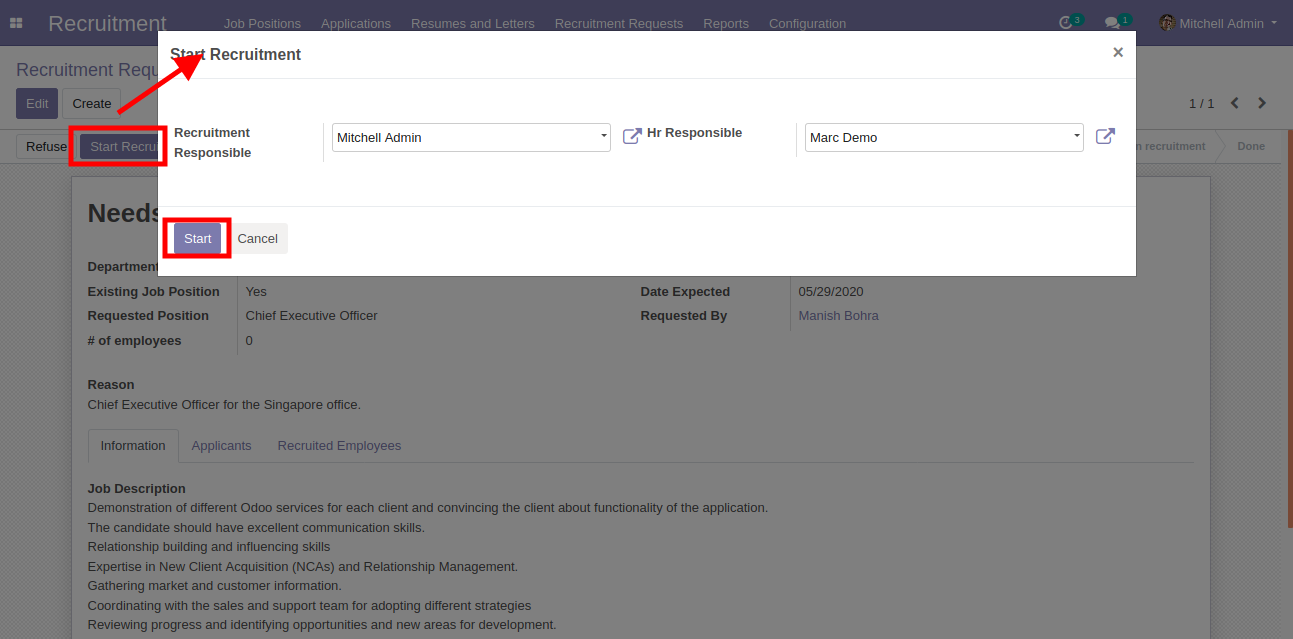 Recruitment Job Positions Applications Resumes and Letters Recruitment Requests Reports Configuration 3 1 Mitchell Admin
Start Recruitment ×
Recruitment Requ
Edit Create 1 / 1
Recruitment Responsible Mitchell Admin Hr Responsible Marc Demo
Refuse Start Recru n recruitment Done
Needs
Start Cancel
Department
Existing Job Position Yes Date Expected 05/29/2020
Requested Position Chief Executive Officer Requested By Manish Bohra
# of employees 0
Reason
Chief Executive Officer for the Singapore office.
Information Applicants Recruited Employees
Job Description
Demonstration of different Odoo services for each client and convincing the client about functionality of the application.
The candidate should have excellent communication skills.
Relationship building and influencing skills
Expertise in New Client Acquisition (NCAs) and Relationship Management.
Gathering market and customer information.
Coordinating with the sales and support team for adopting different strategies
Reviewing progress and identifying opportunities and new areas for development.